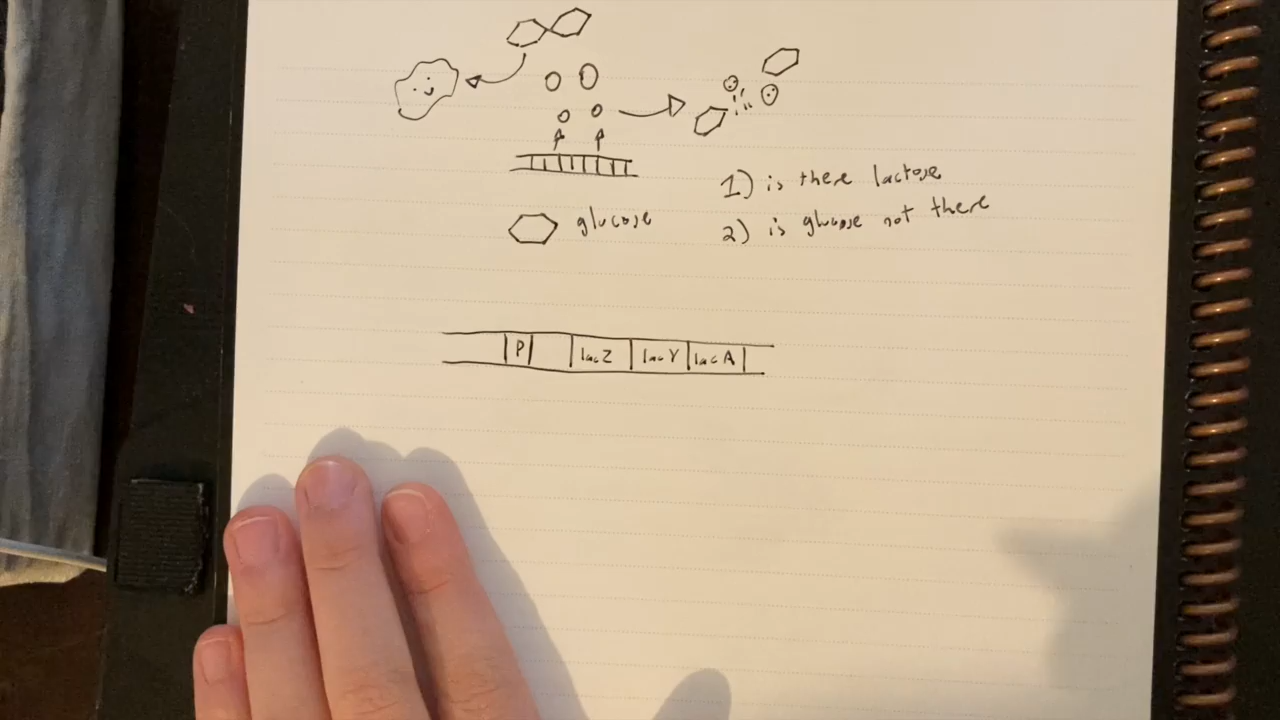 1) is there lactose
glucose
2) is glucose not there
P lacZ lacY lacA